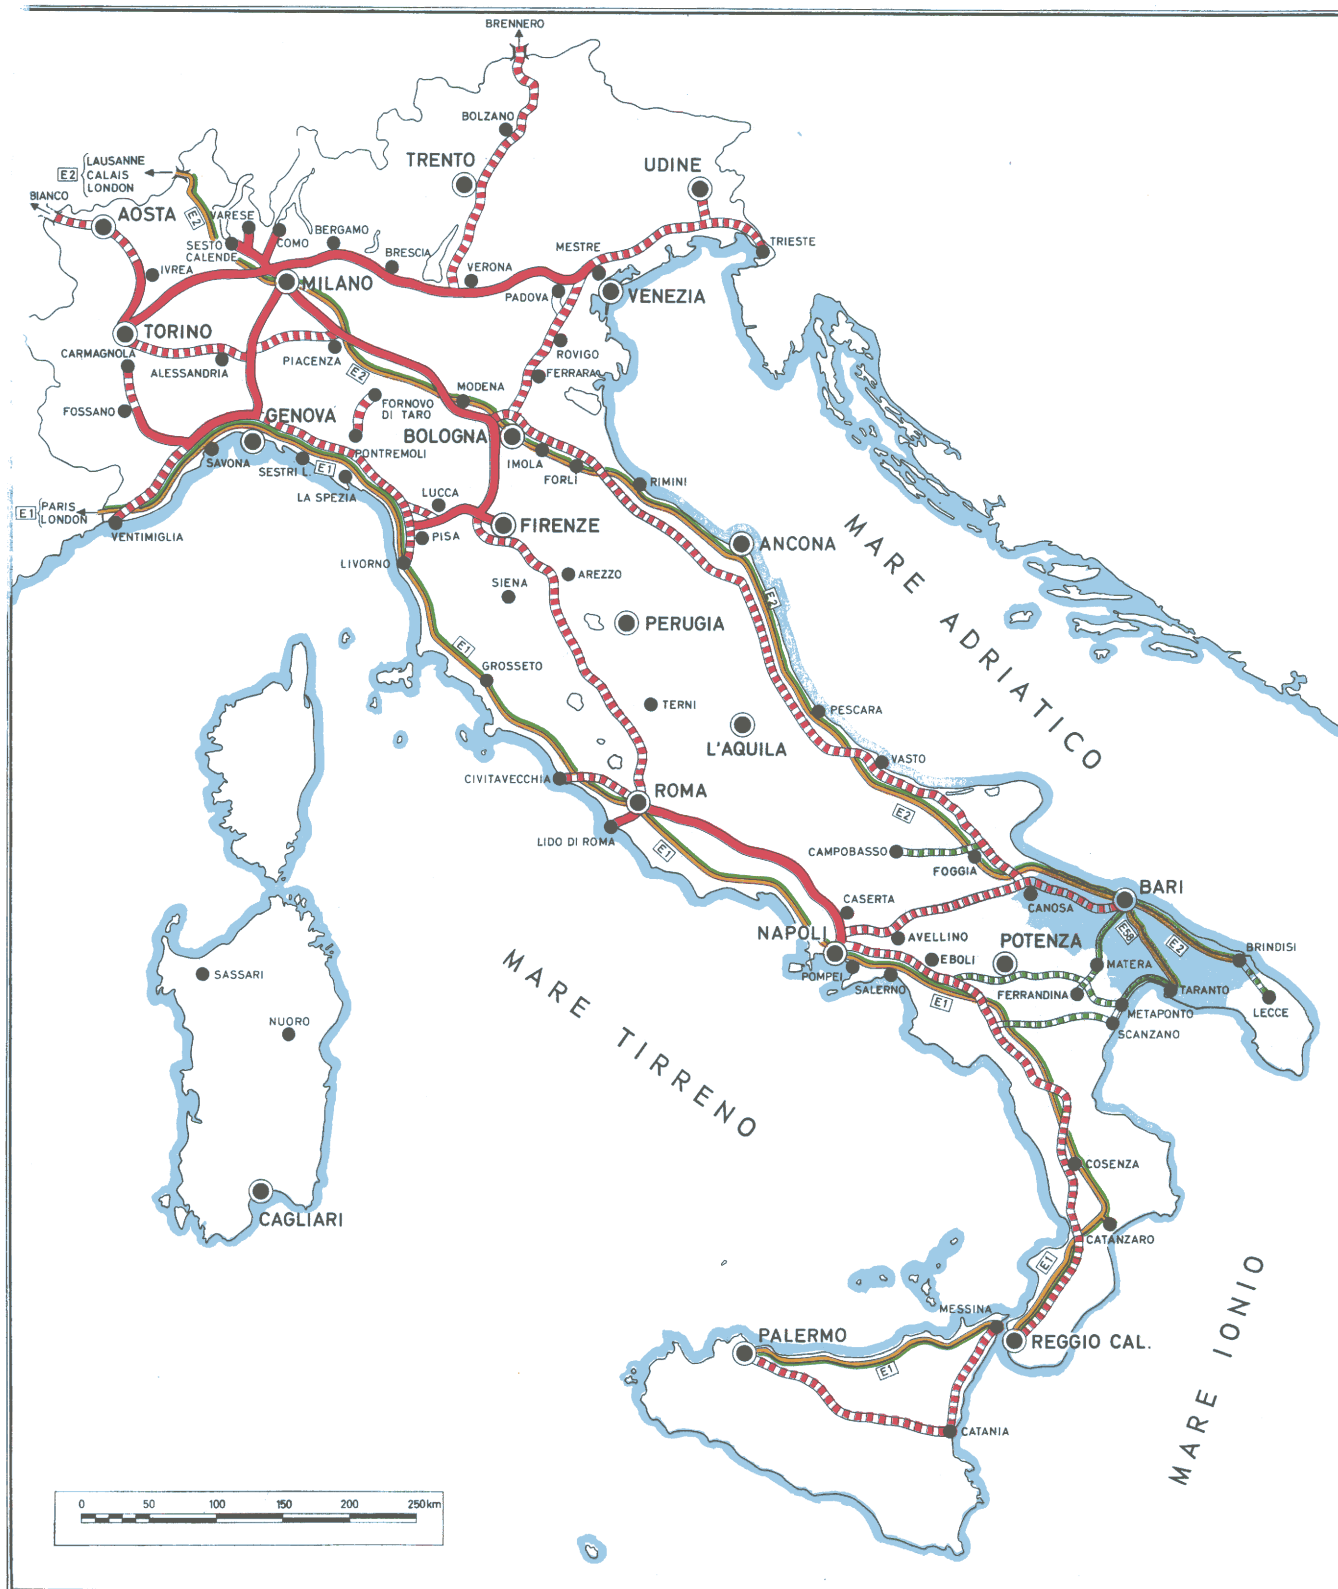 BRENNERO
BOLZANO
TRENTO
UDINE
E2
LAUSANNE
CALAIS
LONDON
BIANCO
AOSTA
E2
VARESE
SESTO
CALENDE
COMO
BERGAMO
BRESCIA
VERONA
MESTRE
TRIESTE
IVREA
MILANO
PADOVA
VENEZIA
TORINO
CARMAGNOLA
ALESSANDRIA
PIACENZA
E2
ROVIGO
FERRARA
MODENA
FORNOVO
DI TARO
FOSSANO
GENOVA
BOLOGNA
PONTREMOLI
SAVONA
SESTRI L.
E1
LA SPEZIA
IMOLA
FORLÌ
RIMINI
LUCCA
E1
PARIS
LONDON
VENTIMIGLIA
PISA
FIRENZE
ANCONA
LIVORNO
SIENA
AREZZO
E2
PERUGIA
MARE ADRIATICO
E1
GROSSETO
TERNI
PESCARA
L'AQUILA
VASTO
CIVITAVECCHIA
ROMA
E2
LIDO DI ROMA
E1
CAMPOBASSO
FOGGIA
BARI
CASERTA
CANOSA
NAPOLI
AVELLINO
POTENZA
E58
E2
BRINDISI
EBOLI
MATERA
POMPEI
SALERNO
E1
FERRANDINA
TARANTO
METAPONTO
SCANZANO
LECCE
SASSARI
NUORO
MARE TIRRENO
COSENZA
CAGLIARI
CATANZARO
E1
MESSINA
PALERMO
REGGIO CAL.
E1
MARE IONIO
CATANIA
0 50 100 150 200 250 km